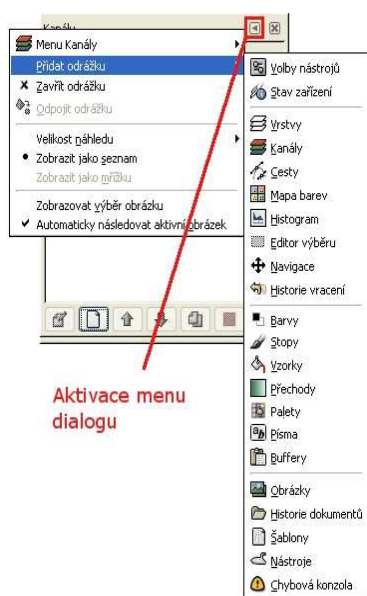 Kanály
Menu Kanály
Přidat odrážku
Zavřít odrážku
Odpojit odrážku
Velikost náhledu
Zobrazit jako seznam
Zobrazit jako mřížku
Zobrazovat výběr obrázku
Automaticky následovat aktivní obrázek
Volby nástrojů
Stav zařízení
Vrstvy
Kanály
Cesty
Mapa barev
Histogram
Editor výběru
Navigace
Historie vracení
Barvy
Stopy
Vzorky
Přechody
Palety
Písma
Buffery
Obrázky
Historie dokumentů
Šablony
Nástroje
Chybová konzola
Aktivace menu
dialogu